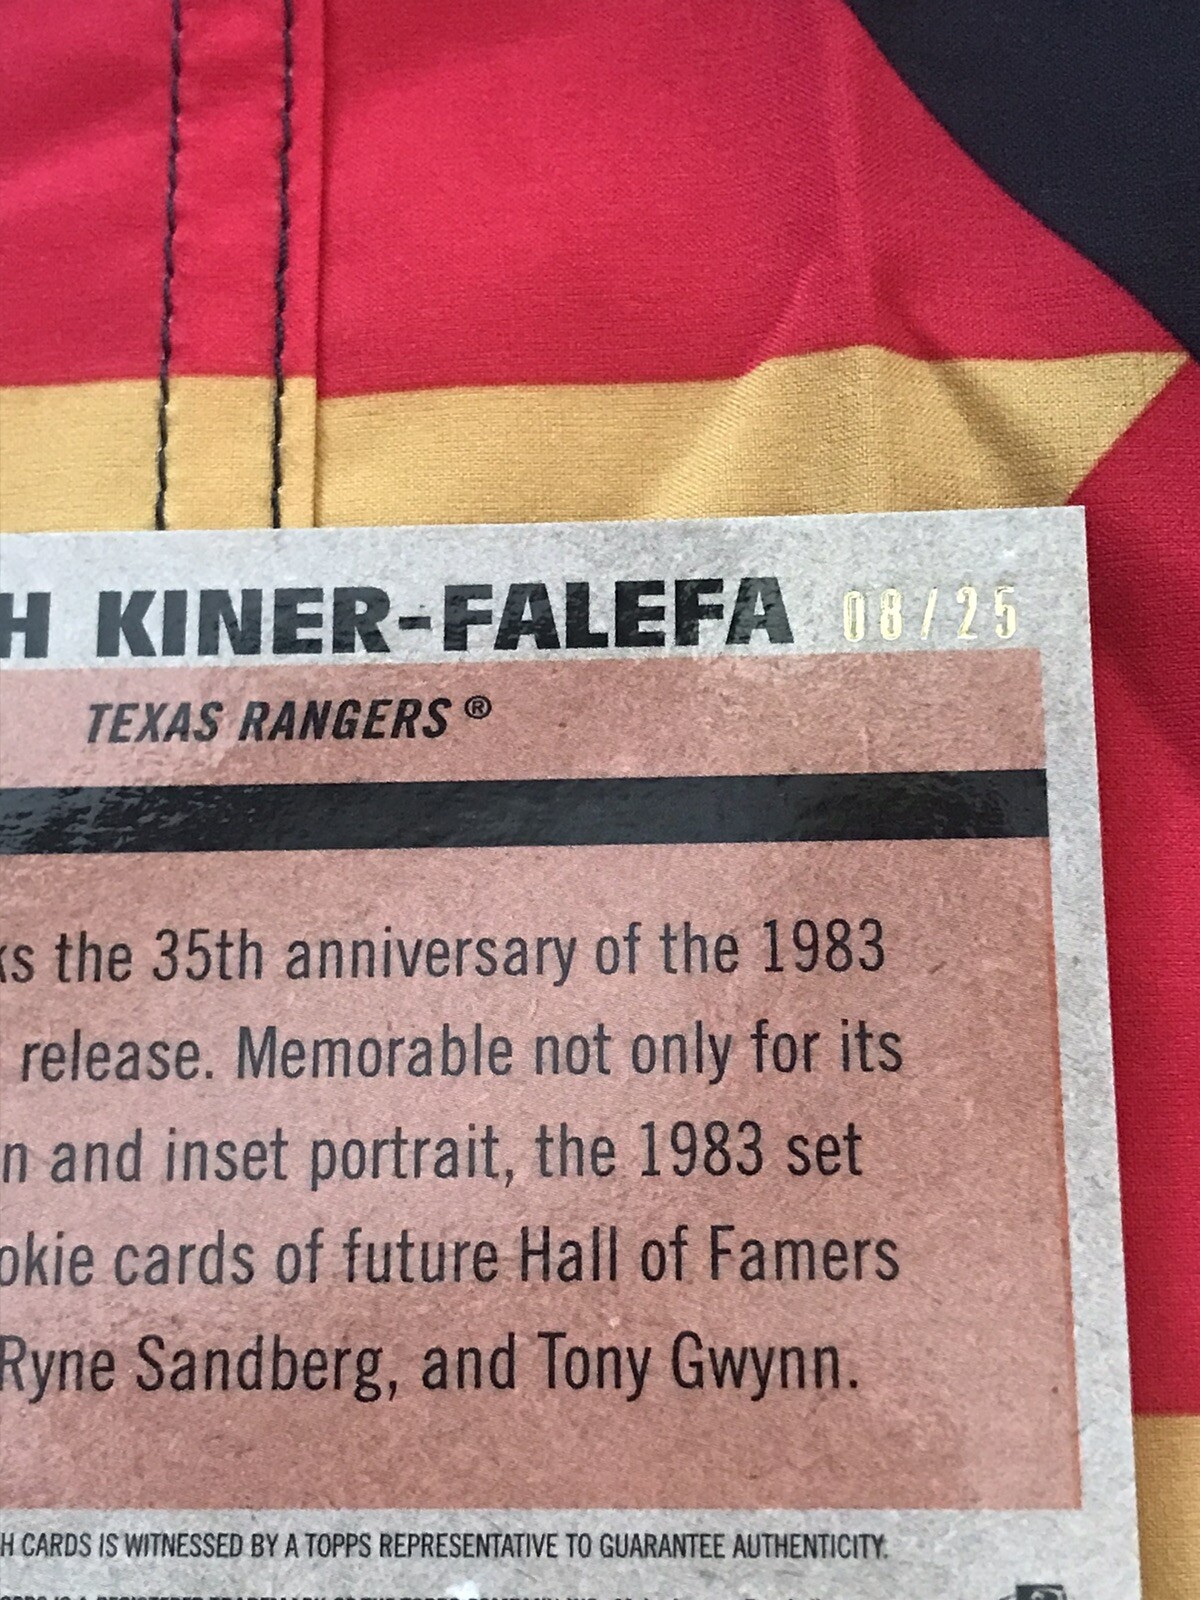 H KINER-FALEFA 08/25
TEXAS RANGERS®
ks the 35th anniversary of the 1983
release. Memorable not only for its
n and inset portrait, the 1983 set
okie cards of future Hall of Famers
Ryne Sandberg, and Tony Gwynn.
H CARDS IS WITNESSED BY A TOPPS REPRESENTATIVE TO GUARANTEE AUTHENTICITY.